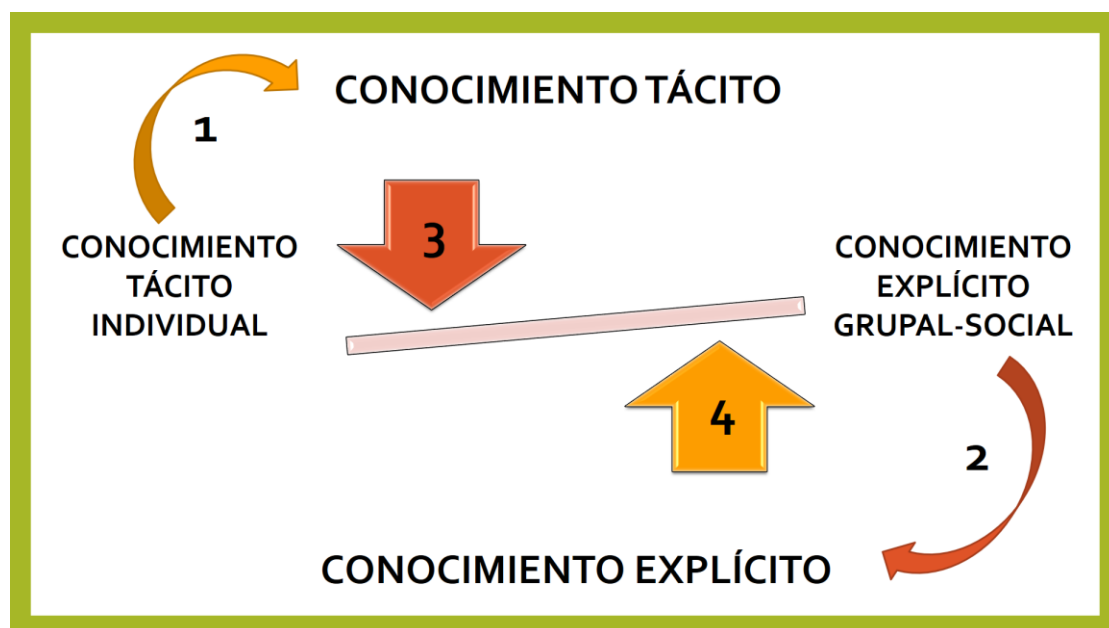 CONOCIMIENTO TÁCITO
1
CONOCIMIENTO
TÁCITO
INDIVIDUAL
3
CONOCIMIENTO
EXPLÍCITO
GRUPAL-SOCIAL
4
2
CONOCIMIENTO EXPLÍCITO